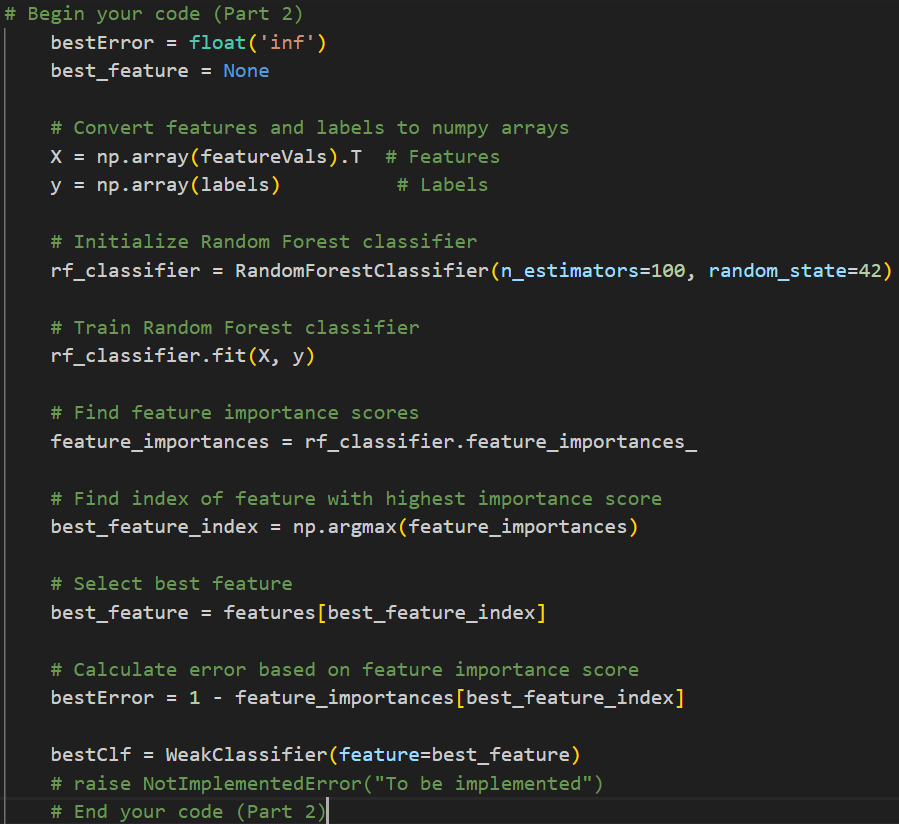 # Begin your code (Part 2)
bestError = float('inf')
best_feature = None
# Convert features and labels to numpy arrays
X = np.array(featureVals).T  # Features
y = np.array(labels)          # Labels
# Initialize Random Forest classifier
rf_classifier = RandomForestClassifier(n_estimators=100, random_state=42)
# Train Random Forest classifier
rf_classifier.fit(X, y)
# Find feature importance scores
feature_importances = rf_classifier.feature_importances_
# Find index of feature with highest importance score
best_feature_index = np.argmax(feature_importances)
# Select best feature
best_feature = features[best_feature_index]
# Calculate error based on feature importance score
bestError = 1 - feature_importances[best_feature_index]
bestClf = WeakClassifier(feature=best_feature)
# raise NotImplementedError("To be implemented")
# End your code (Part 2)